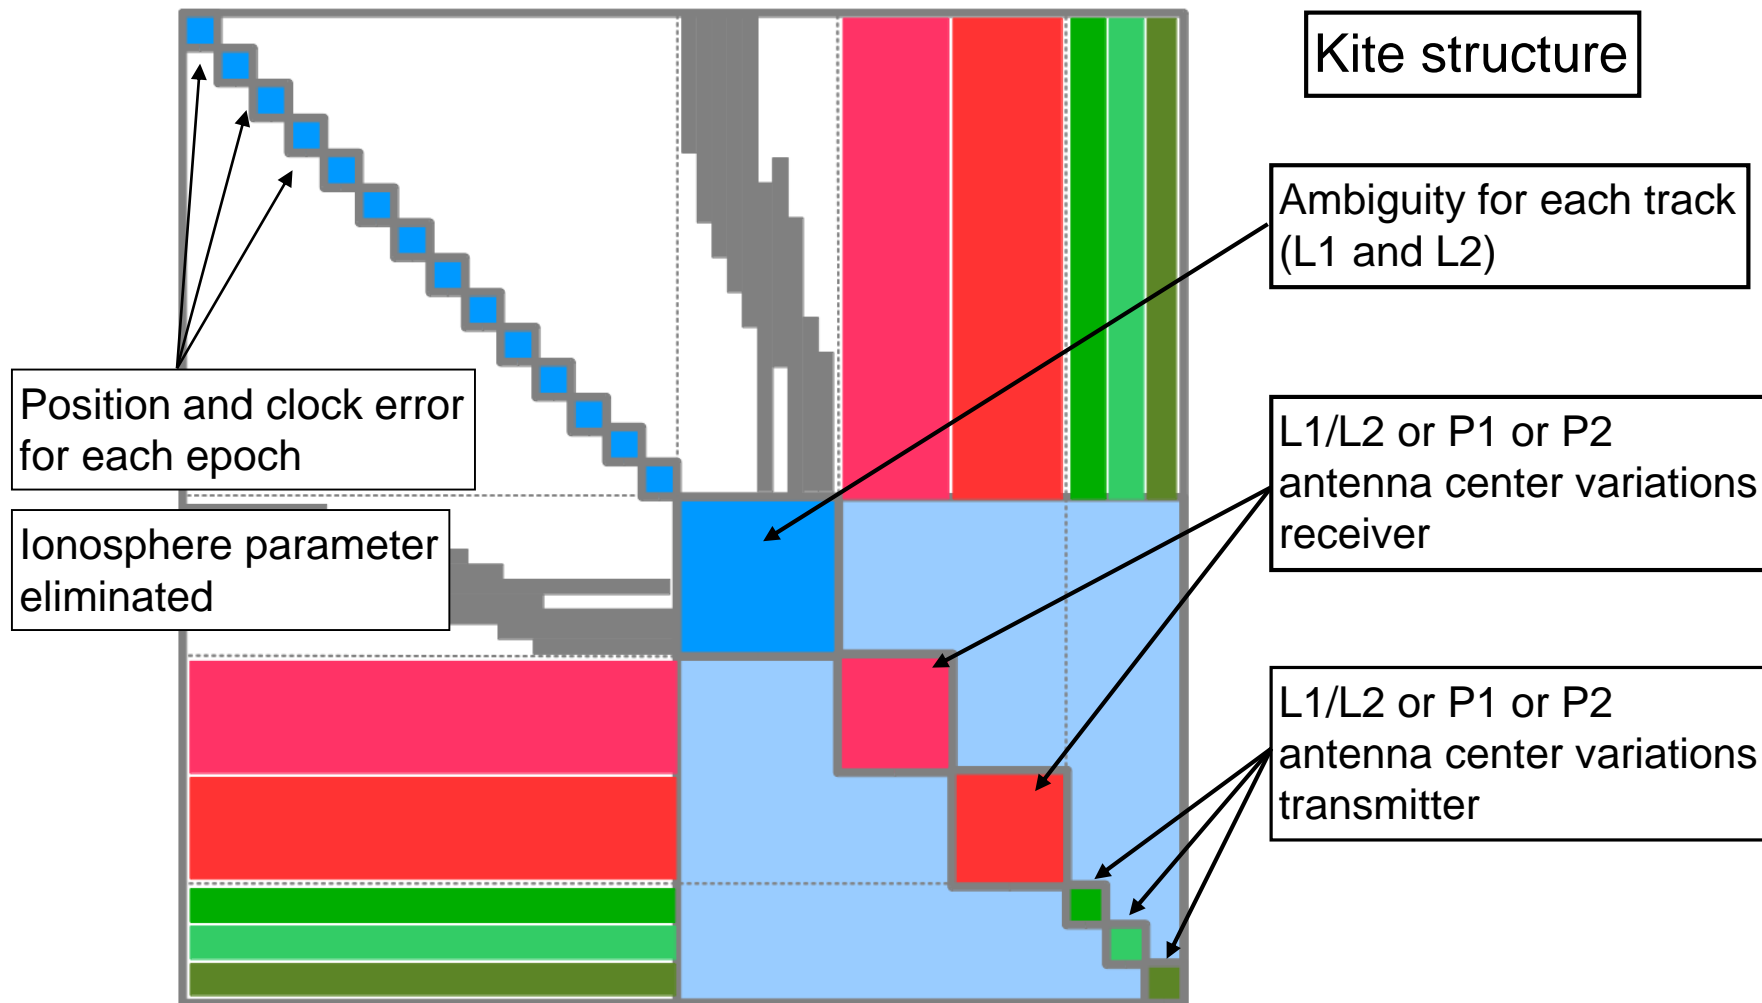 Kite structure
Ambiguity for each track
(L1 and L2)
Position and clock error
for each epoch
L1/L2 or P1 or P2
antenna center variations
receiver
Ionosphere parameter
eliminated
L1/L2 or P1 or P2
antenna center variations
transmitter